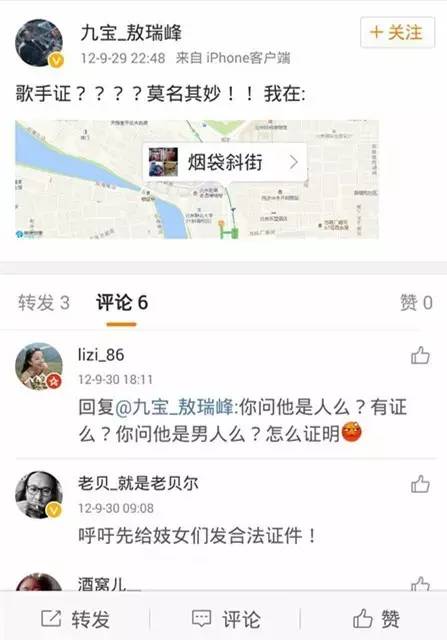 九宝_敖瑞峰
+关注
12-9-29 22:48 来自 iPhone客户端
歌手证????莫名其妙!! 我在:
烟袋斜街
转发 3 评论 6 赞 0
lizi_86
12-9-30 18:11
回复@九宝_敖瑞峰:你问他是人么?有证
么?你问他是男人么?怎么证明
老贝_就是老贝尔
12-9-30 09:08
呼吁先给妓女们发合法证件!
酒窝儿__
转发 评论 赞